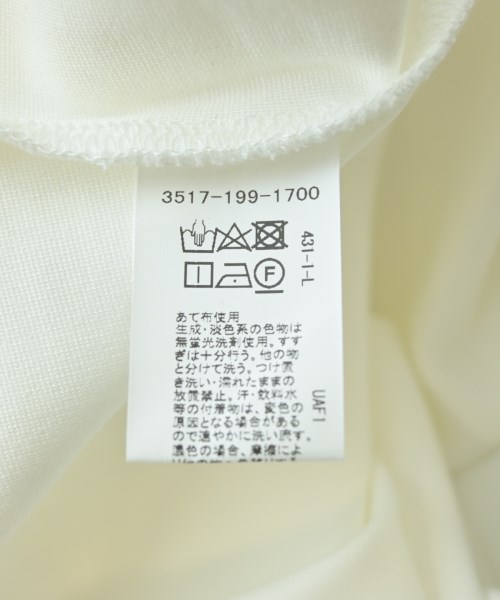 3517-199-1700
431-1-L
F
あて布使用
生成・淡色系の色物は
無蛍光洗剤使用。すす
ぎは十分行う。他の物
と分けて洗う。つけ置
き洗い・濡れたままの
放置禁止。汗・飲料水
等の付着物は、変色の
原因となる場合がある
ので速やかに洗い流す。
濃色の場合、摩擦によ
UAF1